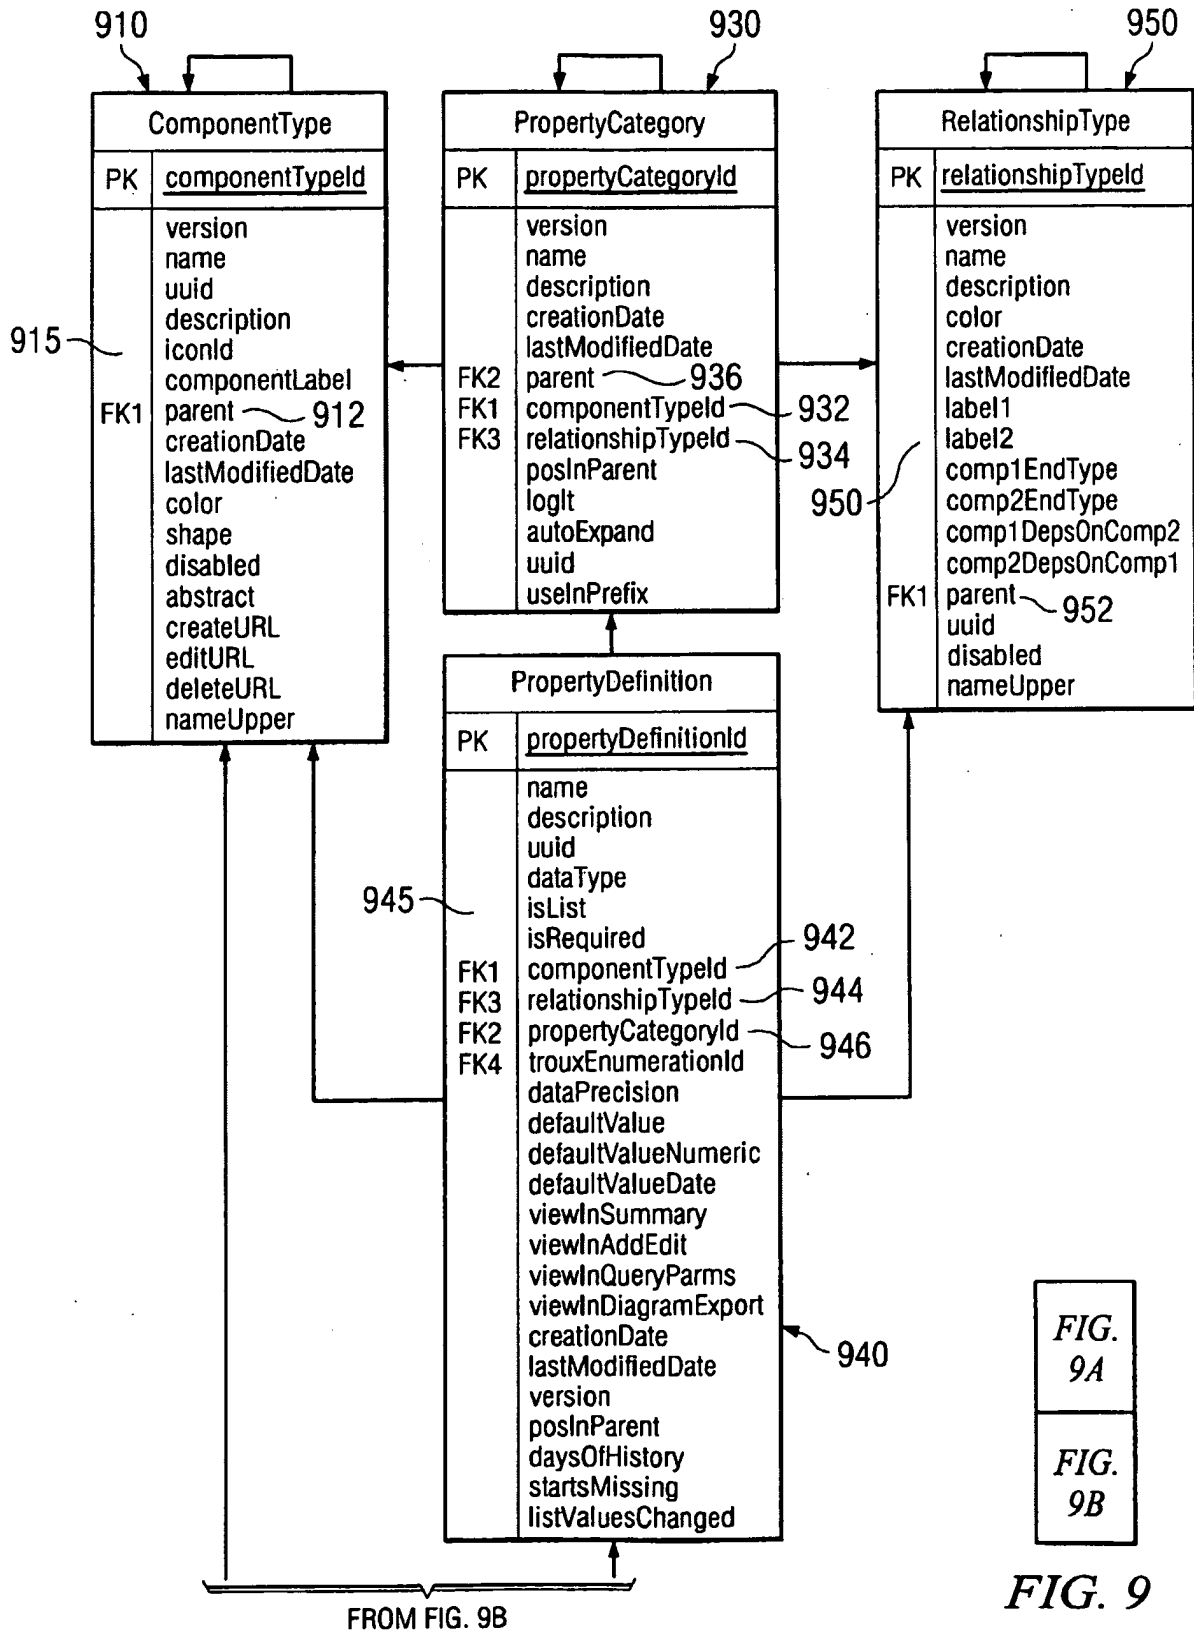 910
930
950
ComponentType
PK componentTypeId
version
name
uuid
description
915
iconId
componentLabel
FK1 parent 912
creationDate
lastModifiedDate
color
shape
disabled
abstract
createURL
editURL
deleteURL
nameUpper
PropertyCategory
PK propertyCategoryId
version
name
description
creationDate
lastModifiedDate
FK2 parent 936
FK1 componentTypeId 932
FK3 relationshipTypeId 934
posInParent
logIt
autoExpand
uuid
useInPrefix
RelationshipType
PK relationshipTypeId
version
name
description
color
creationDate
lastModifiedDate
label1
label2
950
comp1EndType
comp2EndType
comp1DepsOnComp2
comp2DepsOnComp1
FK1 parent 952
uuid
disabled
nameUpper
PropertyDefinition
PK propertyDefinitionId
name
description
uuid
dataType
945
isList
isRequired
FK1 componentTypeId 942
FK3 relationshipTypeId 944
FK2 propertyCategoryId 946
FK4 trouxEnumerationId
dataPrecision
defaultValue
defaultValueNumeric
defaultValueDate
viewInSummary
viewInAddEdit
viewInQueryParms
viewInDiagramExport
creationDate
940
lastModifiedDate
version
posInParent
daysOfHistory
startsMissing
listValuesChanged
FROM FIG. 9B
FIG.
9A
FIG.
9B
FIG. 9